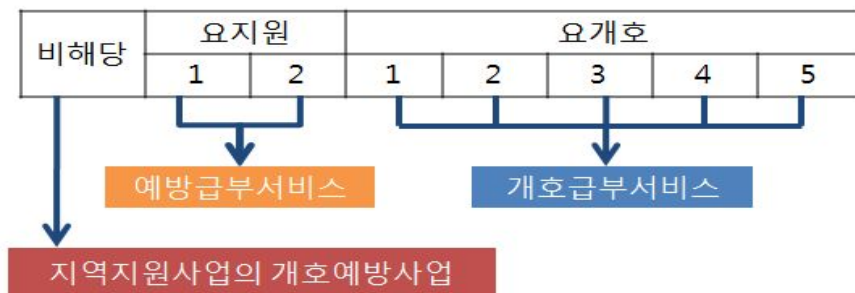 비해당
요지원
요개호
1 2 1 2 3 4 5
예방급부서비스
개호급부서비스
지역지원사업의 개호예방사업